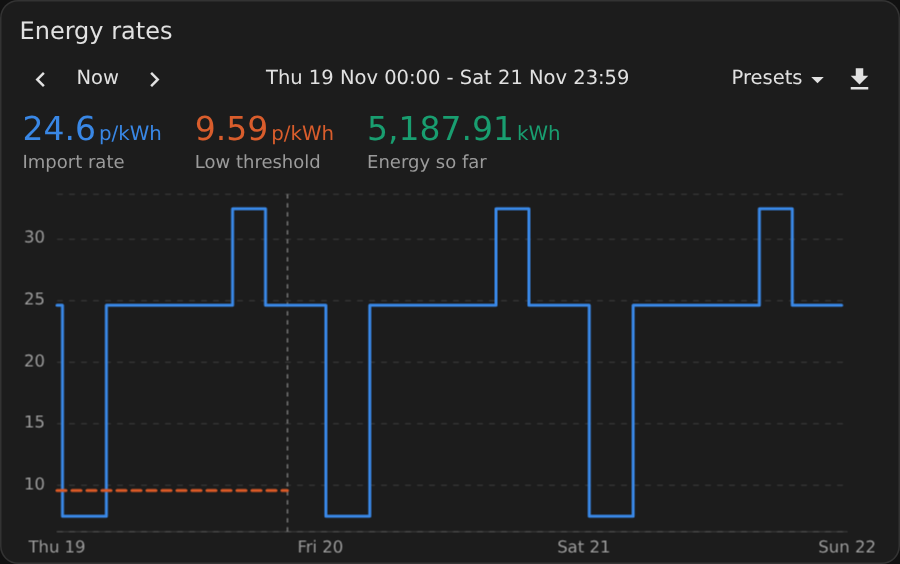 Energy rates
Now
Thu 19 Nov 00:00 - Sat 21 Nov 23:59
Presets
24.6 p/kWh
Import rate
9.59 p/kWh
Low threshold
5,187.91 kWh
Energy so far
30
25
20
15
10
Thu 19
Fri 20
Sat 21
Sun 22